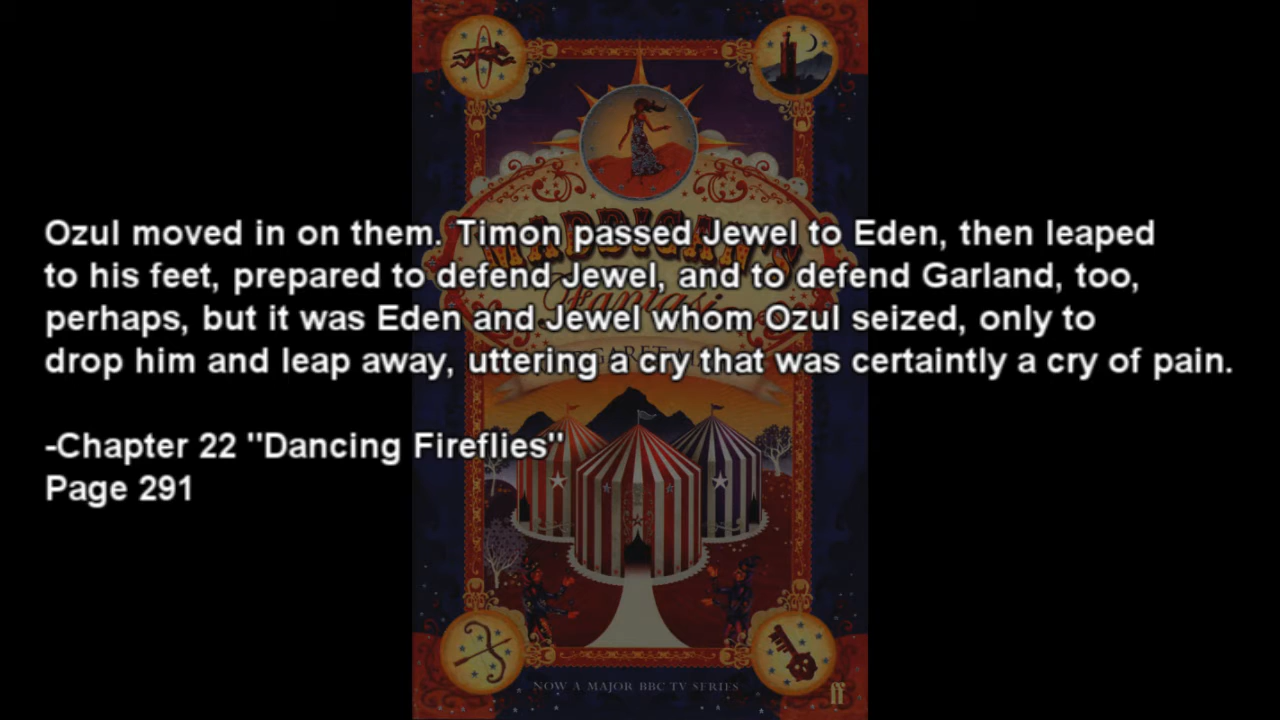 Ozul moved in on them. Timon passed Jewel to Eden, then leaped
to his feet, prepared to defend Jewel, and to defend Garland, too,
perhaps, but it was Eden and Jewel whom Ozul seized, only to
drop him and leap away, uttering a cry that was certaintly a cry of pain.
-Chapter 22 "Dancing Fireflies"
Page 291
MADDIGAN'S
NOW A MAJOR BBC TV SERIES
ff